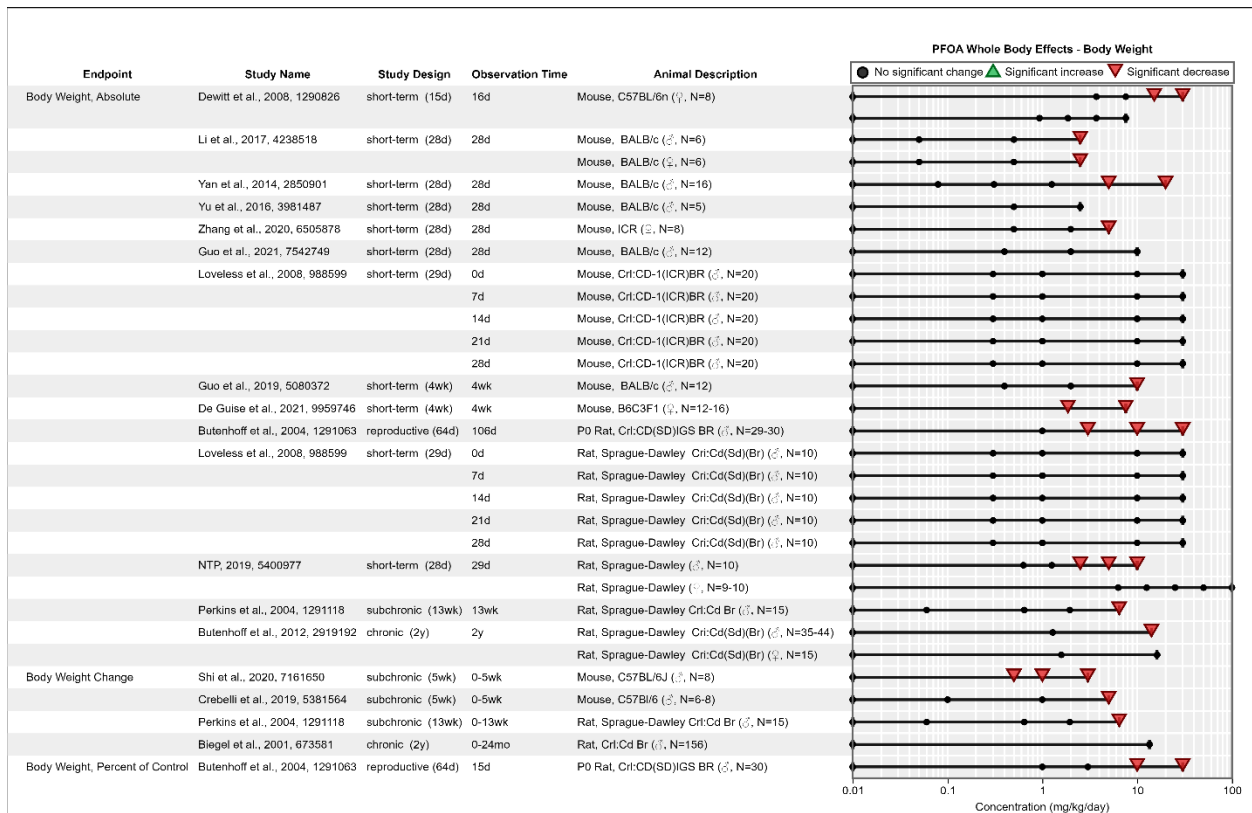 PFOA Whole Body Effects - Body Weight
Endpoint Study Name Study Design Observation Time Animal Description
No significant change Significant increase Significant decrease
Body Weight, Absolute Dewitt et al., 2008, 1290826 short-term (15d) 16d Mouse, C57BL/6n (♀, N=8)
Li et al., 2017, 4238518 short-term (28d) 28d Mouse, BALB/c (♂, N=6)
Mouse, BALB/c (♀, N=6)
Yan et al., 2014, 2850901 short-term (28d) 28d Mouse, BALB/c (♂, N=16)
Yu et al., 2016, 3981487 short-term (28d) 28d Mouse, BALB/c (♂, N=5)
Zhang et al., 2020, 6505878 short-term (28d) 28d Mouse, ICR (♀, N=8)
Guo et al., 2021, 7542749 short-term (28d) 28d Mouse, BALB/c (♂, N=12)
Loveless et al., 2008, 988599 short-term (29d) 0d Mouse, Crl:CD-1(ICR)BR (♂, N=20)
7d Mouse, Crl:CD-1(ICR)BR (♂, N=20)
14d Mouse, Crl:CD-1(ICR)BR (♂, N=20)
21d Mouse, Crl:CD-1(ICR)BR (♂, N=20)
28d Mouse, Crl:CD-1(ICR)BR (♂, N=20)
Guo et al., 2019, 5080372 short-term (4wk) 4wk Mouse, BALB/c (♂, N=12)
De Guise et al., 2021, 9959746 short-term (4wk) 4wk Mouse, B6C3F1 (♀, N=12-16)
Butenhoff et al., 2004, 1291063 reproductive (64d) 106d P0 Rat, Crl:CD(SD)IGS BR (♂, N=29-30)
Loveless et al., 2008, 988599 short-term (29d) 0d Rat, Sprague-Dawley Cri:Cd(Sd)(Br) (♂, N=10)
7d Rat, Sprague-Dawley Cri:Cd(Sd)(Br) (♂, N=10)
14d Rat, Sprague-Dawley Cri:Cd(Sd)(Br) (♂, N=10)
21d Rat, Sprague-Dawley Cri:Cd(Sd)(Br) (♂, N=10)
28d Rat, Sprague-Dawley Cri:Cd(Sd)(Br) (♂, N=10)
NTP, 2019, 5400977 short-term (28d) 29d Rat, Sprague-Dawley (♂, N=10)
Rat, Sprague-Dawley (♀, N=9-10)
Perkins et al., 2004, 1291118 subchronic (13wk) 13wk Rat, Sprague-Dawley Crl:Cd Br (♂, N=15)
Butenhoff et al., 2012, 2919192 chronic (2y) 2y Rat, Sprague-Dawley Cri:Cd(Sd)(Br) (♂, N=35-44)
Rat, Sprague-Dawley Cri:Cd(Sd)(Br) (♀, N=15)
Body Weight Change Shi et al., 2020, 7161650 subchronic (5wk) 0-5wk Mouse, C57BL/6J (♂, N=8)
Crebelli et al., 2019, 5381564 subchronic (5wk) 0-5wk Mouse, C57Bl/6 (♂, N=6-8)
Perkins et al., 2004, 1291118 subchronic (13wk) 0-13wk Rat, Sprague-Dawley Crl:Cd Br (♂, N=15)
Biegel et al., 2001, 673581 chronic (2y) 0-24mo Rat, Crl:Cd Br (♂, N=156)
Body Weight, Percent of Control Butenhoff et al., 2004, 1291063 reproductive (64d) 15d P0 Rat, Crl:CD(SD)IGS BR (♂, N=30)
0.01 0.1 1 10 100
Concentration (mg/kg/day)